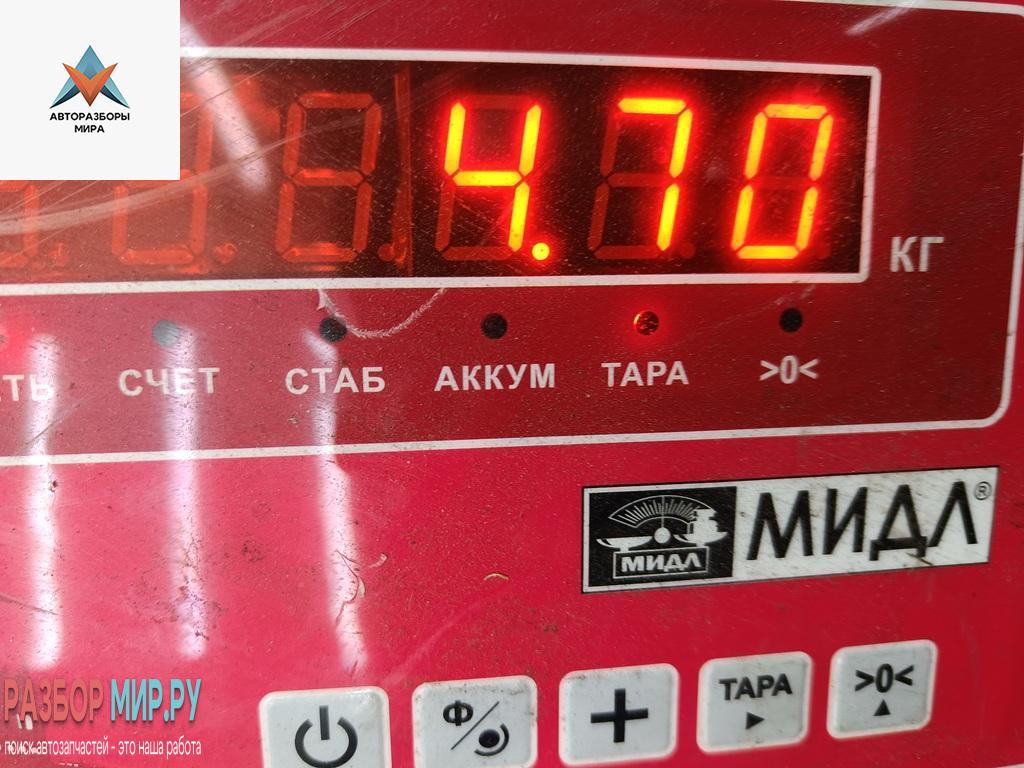 АВТОРАЗБОРЫ
МИРА
4.70
КГ
СЧЕТ СТАБ АККУМ ТАРА >0<
МИДЛ МИДЛ®
Ф ТАРА >0<
РАЗБОР МИР.РУ
поиск автозапчастей - это наша работа